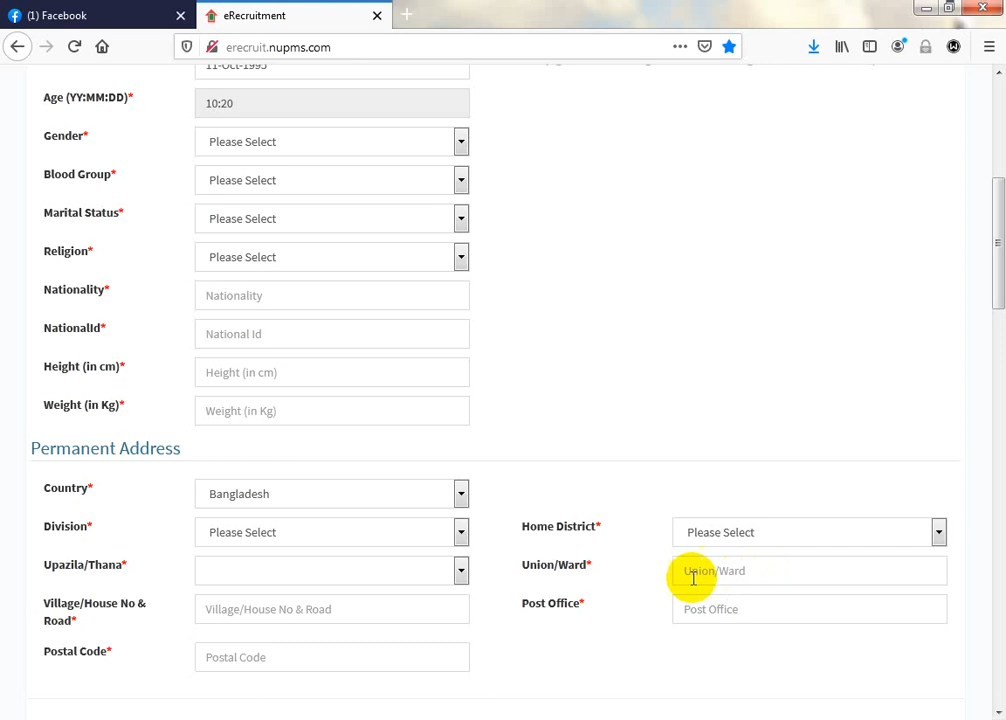 (1) Facebook
eRecruitment
erecruit.nupms.com
11-Oct-1995
Age (YY:MM:DD)*
10:20
Gender*
Please Select
Blood Group*
Please Select
Marital Status*
Please Select
Religion*
Please Select
Nationality*
Nationality
NationalId*
National Id
Height (in cm)*
Height (in cm)
Weight (in Kg)*
Weight (in Kg)
Permanent Address
Country*
Bangladesh
Division*
Please Select
Home District*
Please Select
Upazila/Thana*
Union/Ward*
Union/Ward
Village/House No &
Road*
Village/House No & Road
Post Office*
Post Office
Postal Code*
Postal Code